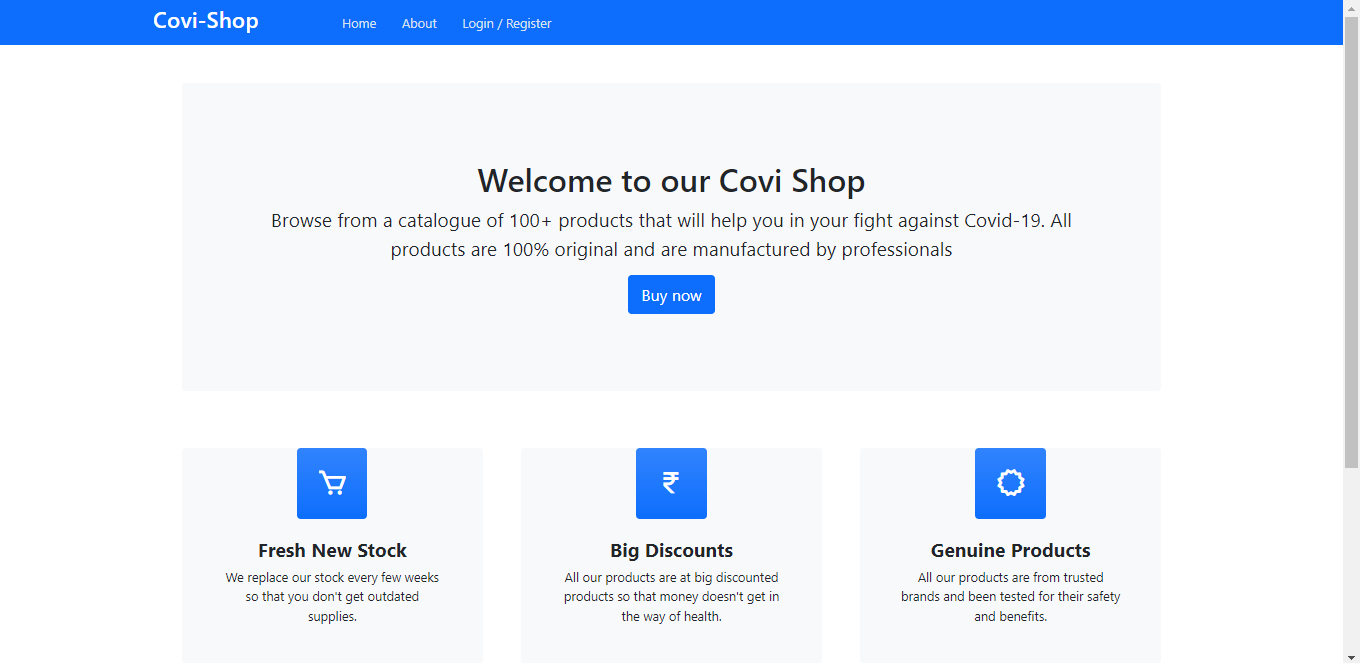 Covi-Shop
Home About Login / Register
Welcome to our Covi Shop
Browse from a catalogue of 100+ products that will help you in your fight against Covid-19. All
products are 100% original and are manufactured by professionals
Buy now
₹
Fresh New Stock
We replace our stock every few weeks
so that you don't get outdated
supplies.
Big Discounts
All our products are at big discounted
products so that money doesn't get in
the way of health.
Genuine Products
All our products are from trusted
brands and been tested for their safety
and benefits.